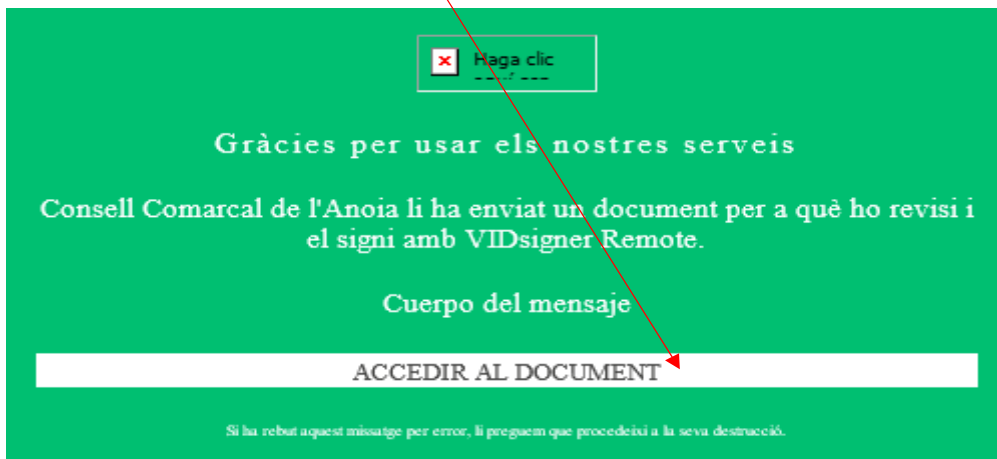 Haga clic
Gràcies per usar els nostres serveis
Consell Comarcal de l'Anoia li ha enviat un document per a què ho revisi i
el signi amb VIDsigner Remote.
Cuerpo del mensaje
ACCEDIR AL DOCUMENT
Si ha rebut aquest missatge per error, li preguem que procedeixi a la seva destrucció.